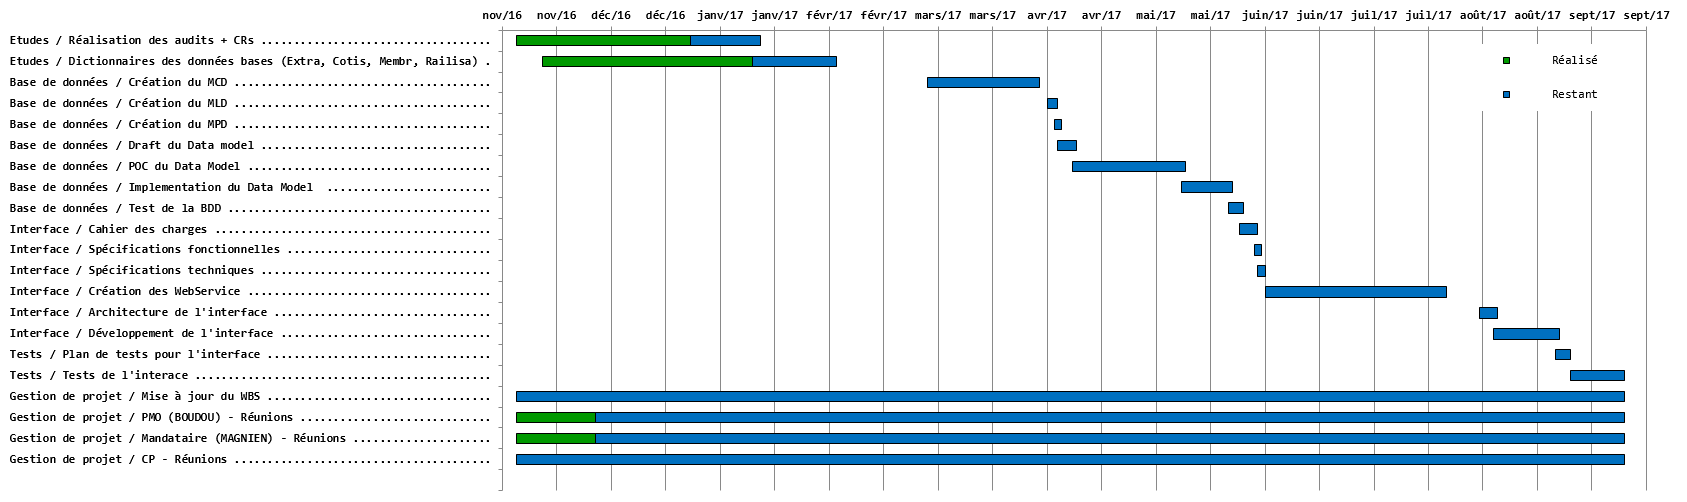 nov/16 nov/16 déc/16 déc/16 janv/17 janv/17 févr/17 févr/17 mars/17 mars/17 avr/17 avr/17 mai/17 mai/17 juin/17 juin/17 juil/17 juil/17 août/17 août/17 sept/17 sept/17
Etudes / Réalisation des audits + CRs ...................................
Etudes / Dictionnaires des données bases (Extra, Cotis, Membr, Railisa) .
Base de données / Création du MCD .......................................
Base de données / Création du MLD .......................................
Base de données / Création du MPD .......................................
Base de données / Draft du Data model ...................................
Base de données / POC du Data Model .....................................
Base de données / Implementation du Data Model  .........................
Base de données / Test de la BDD ........................................
Interface / Cahier des charges ..........................................
Interface / Spécifications fonctionnelles ...............................
Interface / Spécifications techniques ...................................
Interface / Création des WebService .....................................
Interface / Architecture de l'interface .................................
Interface / Développement de l'interface ................................
Tests / Plan de tests pour l'interface ..................................
Tests / Tests de l'interace .............................................
Gestion de projet / Mise à jour du WBS ..................................
Gestion de projet / PMO (BOUDOU) - Réunions .............................
Gestion de projet / Mandataire (MAGNIEN) - Réunions .....................
Gestion de projet / CP - Réunions .......................................
Réalisé
Restant